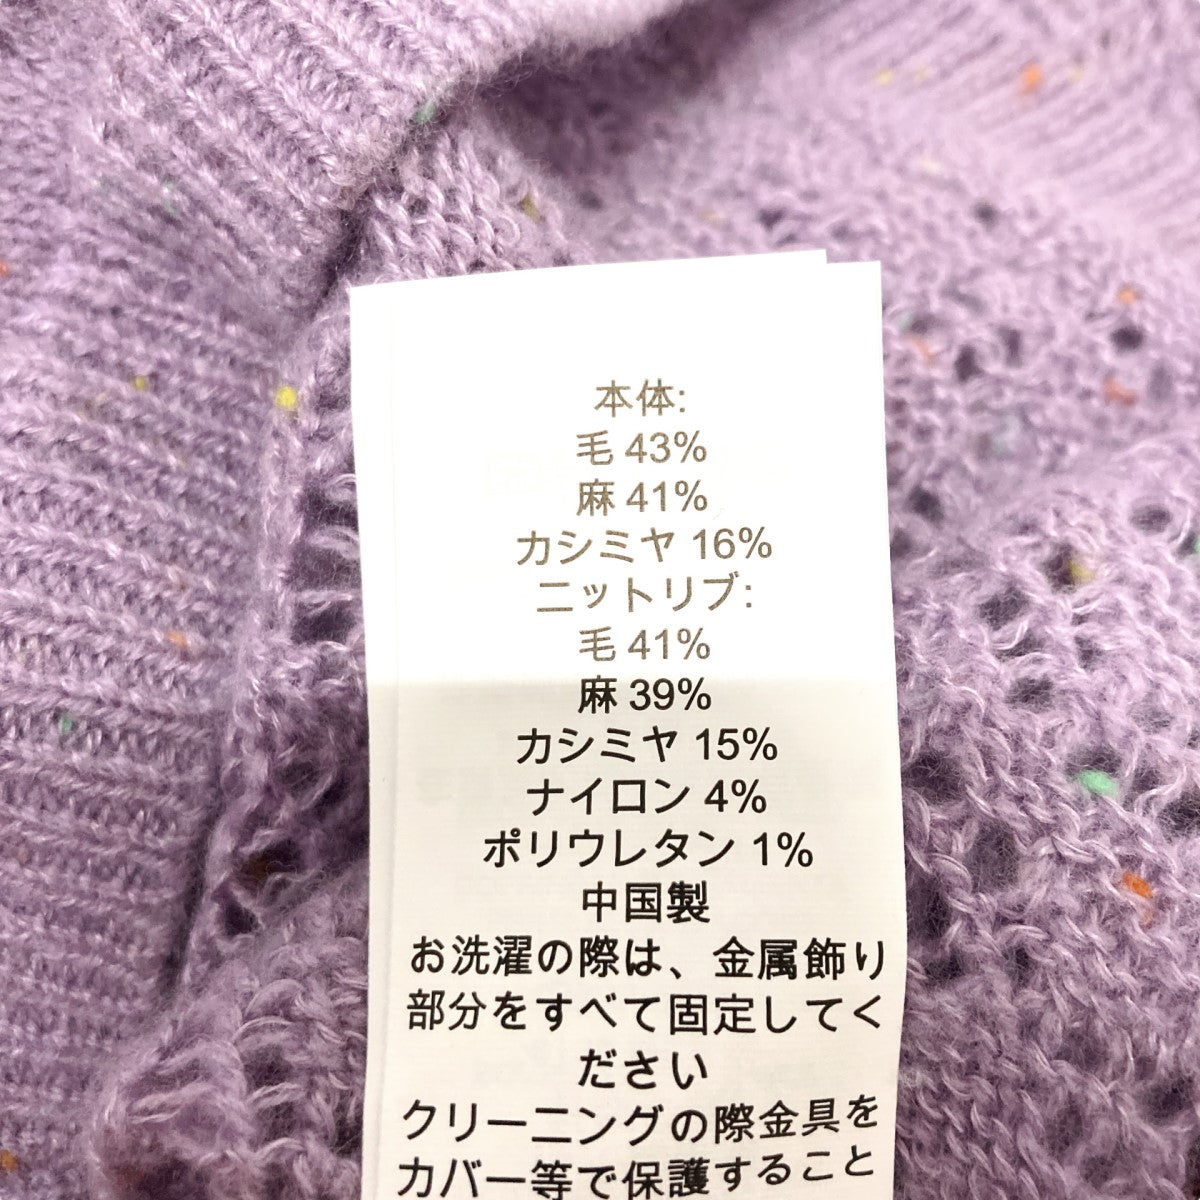 本体:
毛 43%
麻 41%
カシミヤ 16%
ニットリブ:
毛 41%
麻 39%
カシミヤ 15%
ナイロン 4%
ポリウレタン 1%
中国製
お洗濯の際は、金属飾り
部分をすべて固定してく
ださい
クリーニングの際金具を
カバー等で保護すること